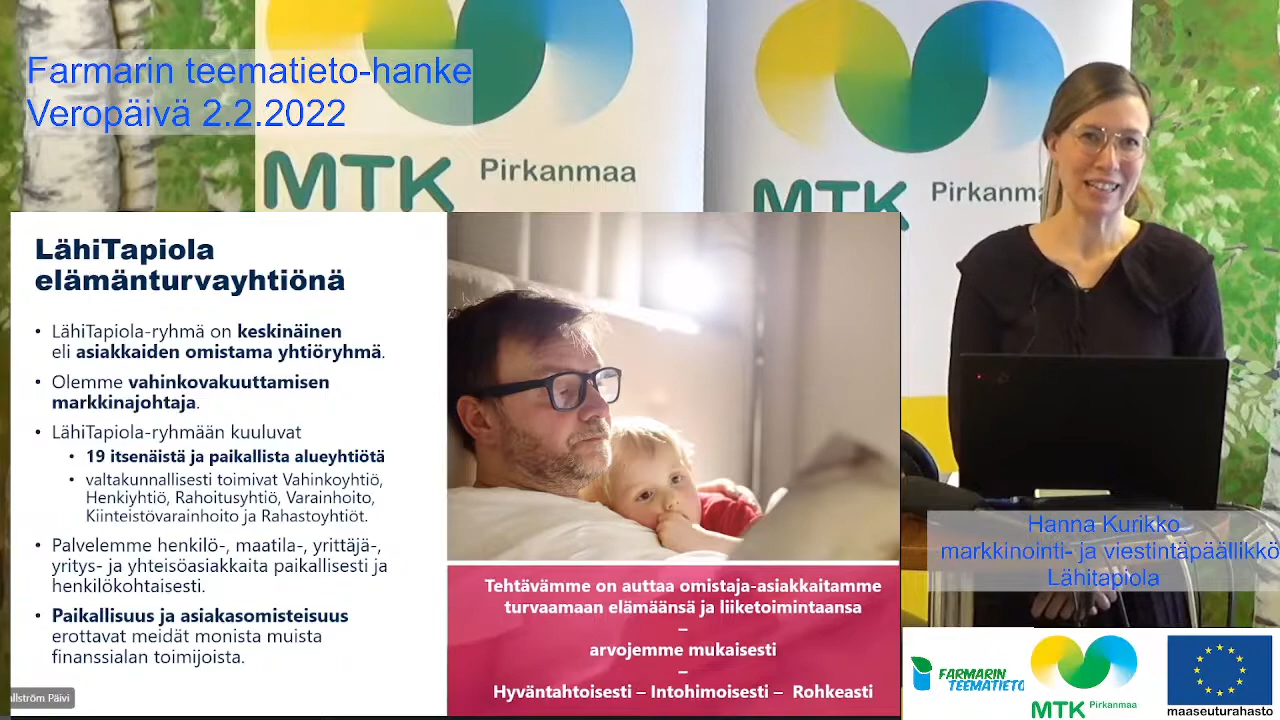 Farmarin teematieto-hanke
Veropäivä 2.2.2022
MTK Pirkanmaa
MTK Pirkanmaa
LähiTapiola
elämänturvayhtiönä
• LähiTapiola-ryhmä on keskinäinen
eli asiakkaiden omistama yhtiöryhmä.
• Olemme vahinkovakuuttamisen
markkinajohtaja.
• LähiTapiola-ryhmään kuuluvat
• 19 itsenäistä ja paikallista alueyhtiötä
• valtakunnallisesti toimivat Vahinkoyhtiö,
Henkiyhtiö, Rahoitusyhtiö, Varainhoito,
Kiinteistövarainhoito ja Rahastoyhtiöt.
• Palvelemme henkilö-, maatila-, yrittäjä-,
yritys- ja yhteisöasiakkaita paikallisesti ja
henkilökohtaisesti.
• Paikallisuus ja asiakasomisteisuus
erottavat meidät monista muista
finanssialan toimijoista.
Tehtävämme on auttaa omistaja-asiakkaitamme
turvaamaan elämäänsä ja liiketoimintaansa
–
arvojemme mukaisesti
–
Hyväntahtoisesti – Intohimoisesti – Rohkeasti
allström Päivi
Hanna Kurikko
markkinointi- ja viestintäpäällikkö
Lähitapiola
FARMARIN
TEEMATIETO
MTK Pirkanmaa
maaseuturahasto